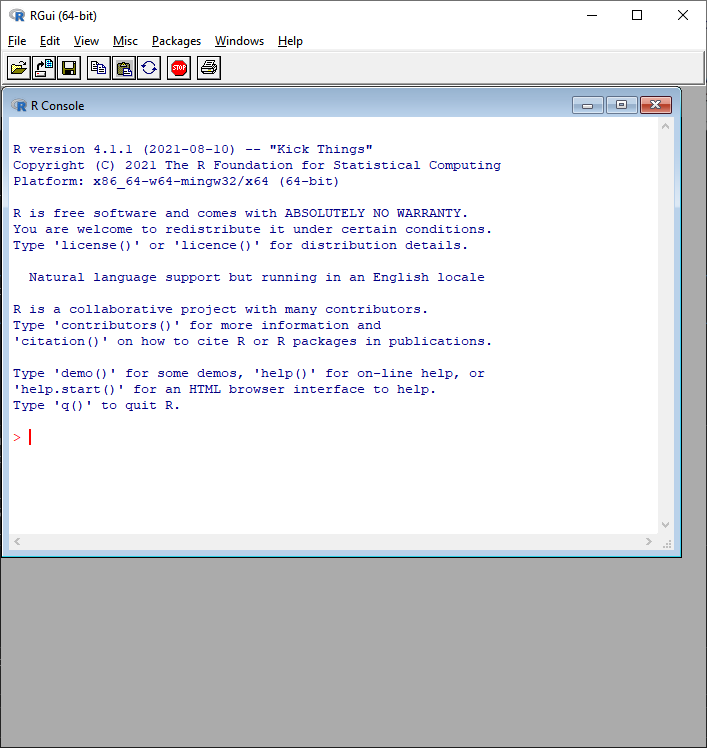 RGui (64-bit)
File Edit View Misc Packages Windows Help
STOP
R Console
R version 4.1.1 (2021-08-10) -- "Kick Things"
Copyright (C) 2021 The R Foundation for Statistical Computing
Platform: x86_64-w64-mingw32/x64 (64-bit)
R is free software and comes with ABSOLUTELY NO WARRANTY.
You are welcome to redistribute it under certain conditions.
Type 'license()' or 'licence()' for distribution details.
Natural language support but running in an English locale
R is a collaborative project with many contributors.
Type 'contributors()' for more information and
'citation()' on how to cite R or R packages in publications.
Type 'demo()' for some demos, 'help()' for on-line help, or
'help.start()' for an HTML browser interface to help.
Type 'q()' to quit R.
>